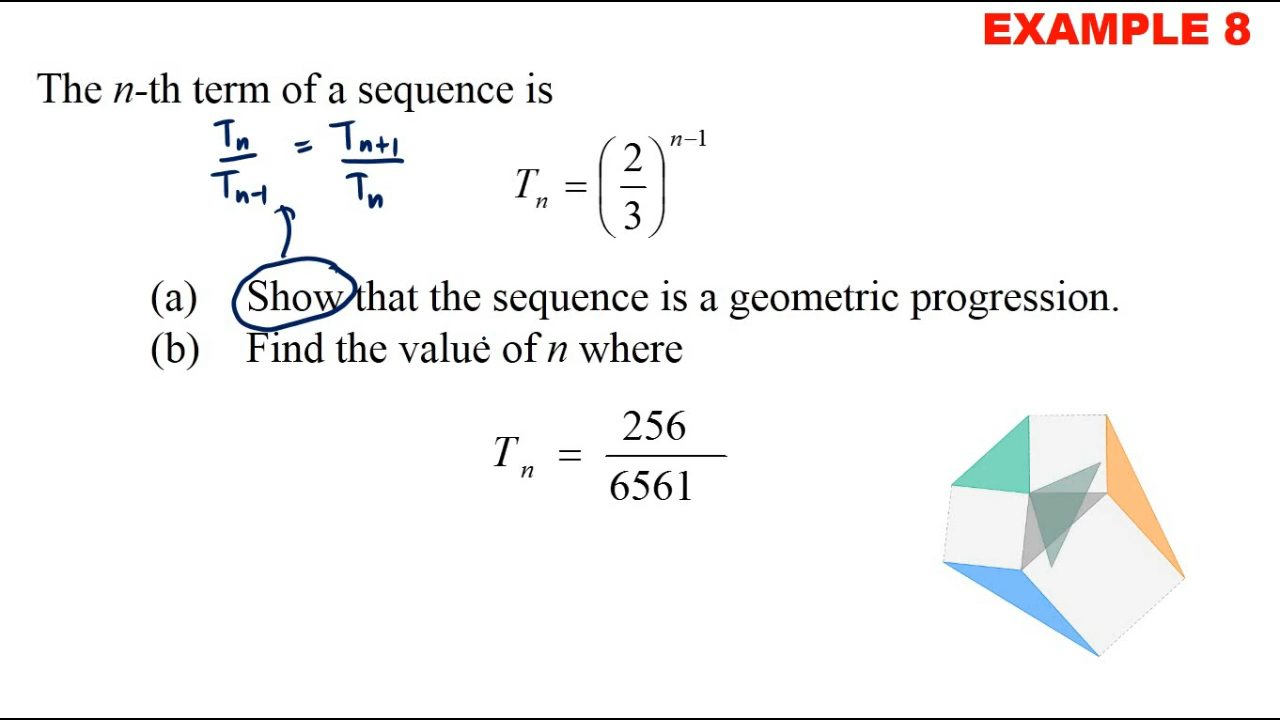 EXAMPLE 8
The n-th term of a sequence is
Tₙ/Tₙ₋₁ = Tₙ₊₁/Tₙ
Tₙ = (2/3)ⁿ⁻¹
(a) Show that the sequence is a geometric progression.
(b) Find the value of n where
Tₙ = 256/6561